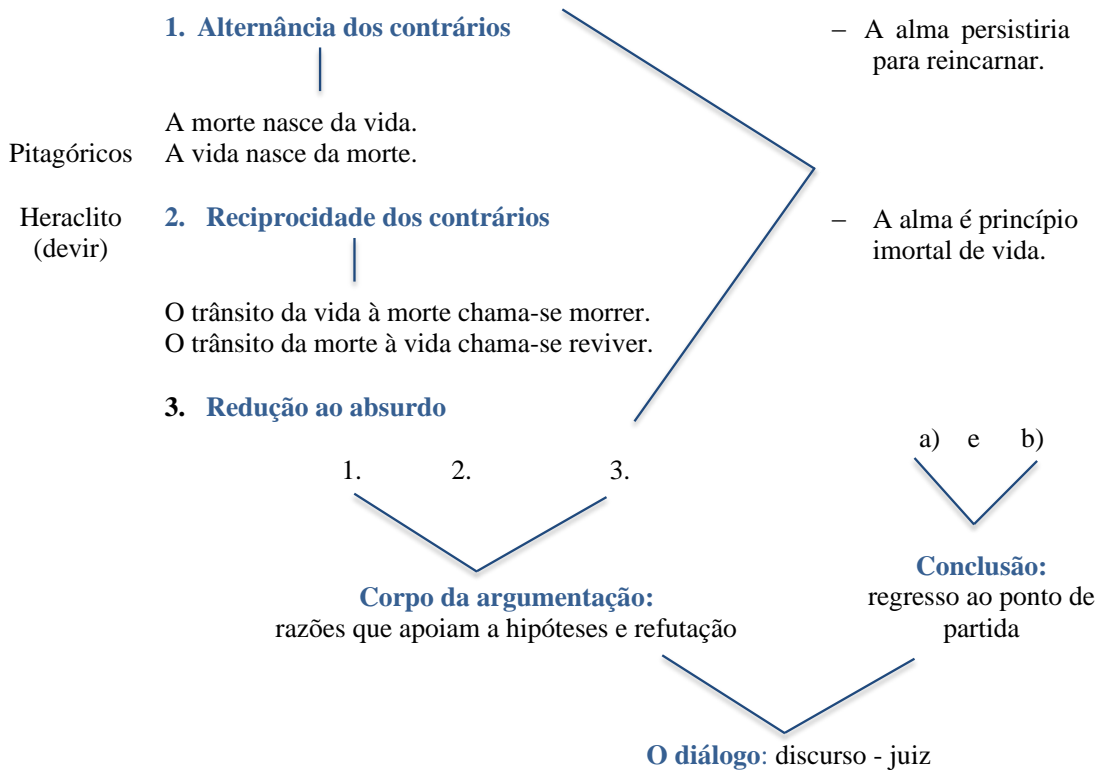 1. Alternância dos contrários
– A alma persistiria
para reincarnar.
A morte nasce da vida.
Pitagóricos
A vida nasce da morte.
Heraclito
(devir)
2. Reciprocidade dos contrários
– A alma é princípio
imortal de vida.
O trânsito da vida à morte chama-se morrer.
O trânsito da morte à vida chama-se reviver.
3. Redução ao absurdo
a) e b)
1. 2. 3.
Corpo da argumentação:
razões que apoiam a hipóteses e refutação
Conclusão:
regresso ao ponto de
partida
O diálogo: discurso - juiz